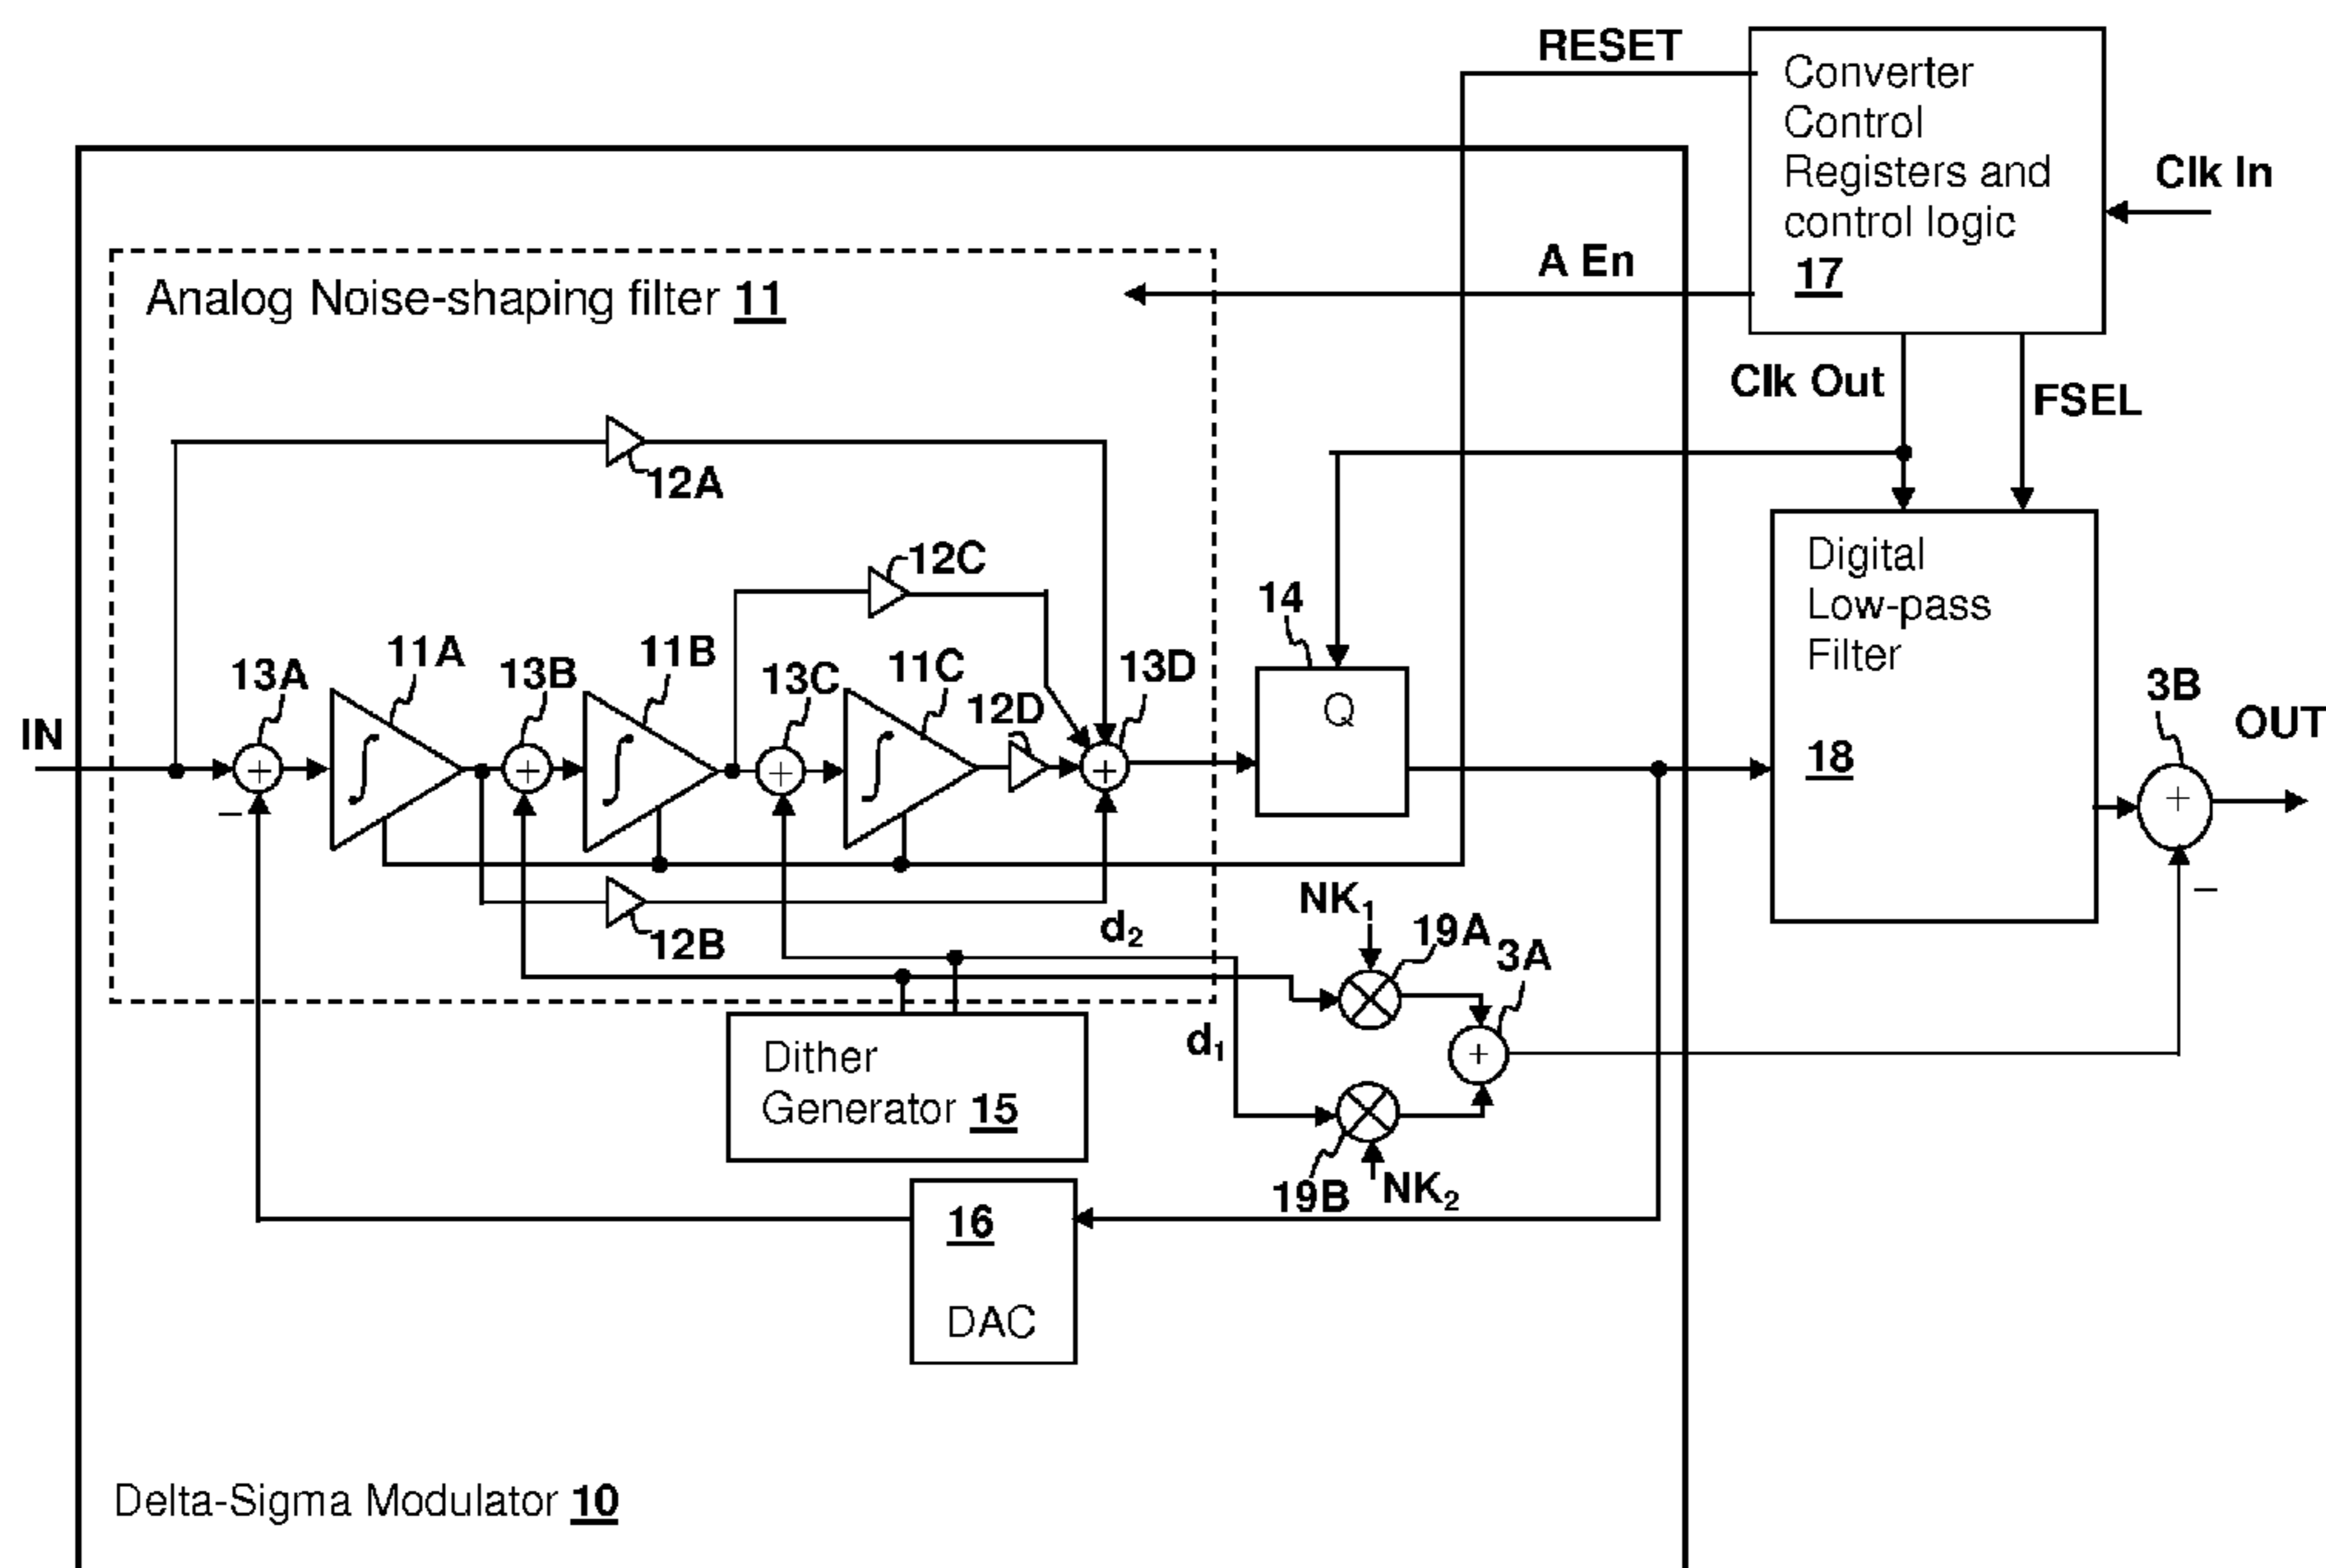 RESET
Converter
Control
Registers and
control logic
17
Clk In
A En
Analog Noise-shaping filter 11
Clk Out
FSEL
12A
12C
14
Digital
Low-pass
Filter
18
13A
11A
13B
11B
13C
11C
12D
13D
Q
3B
IN
OUT
+
+
+
+
+
–
∫
∫
∫
–
12B
d₂
NK₁
19A
3A
Dither
Generator 15
d₁
+
19B
NK₂
16
DAC
Delta-Sigma Modulator 10